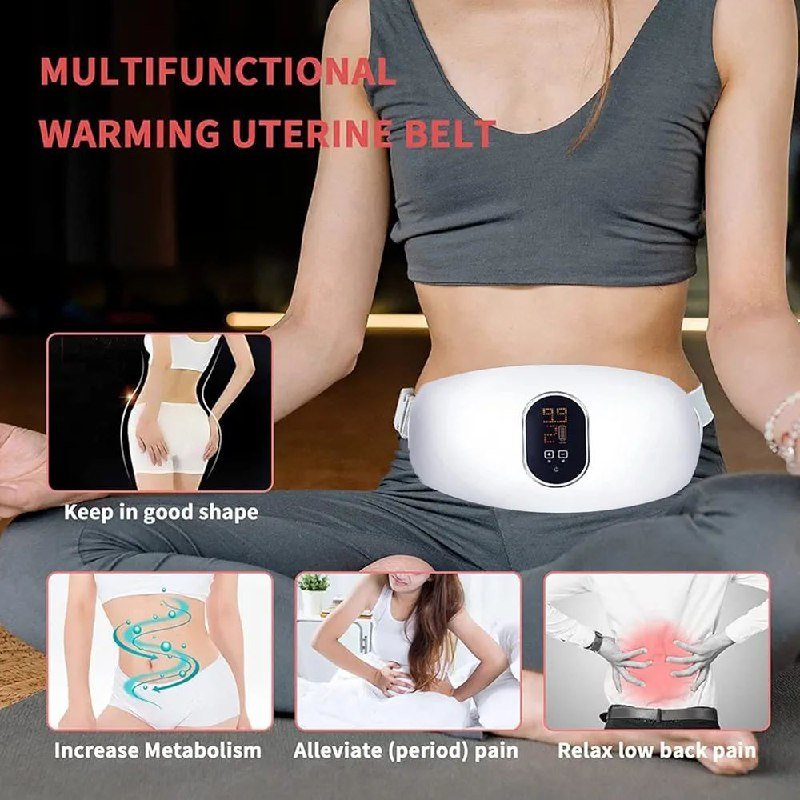 MULTIFUNCTIONAL
WARMING UTERINE BELT
Keep in good shape
Increase Metabolism
Alleviate (period) pain
Relax low back pain